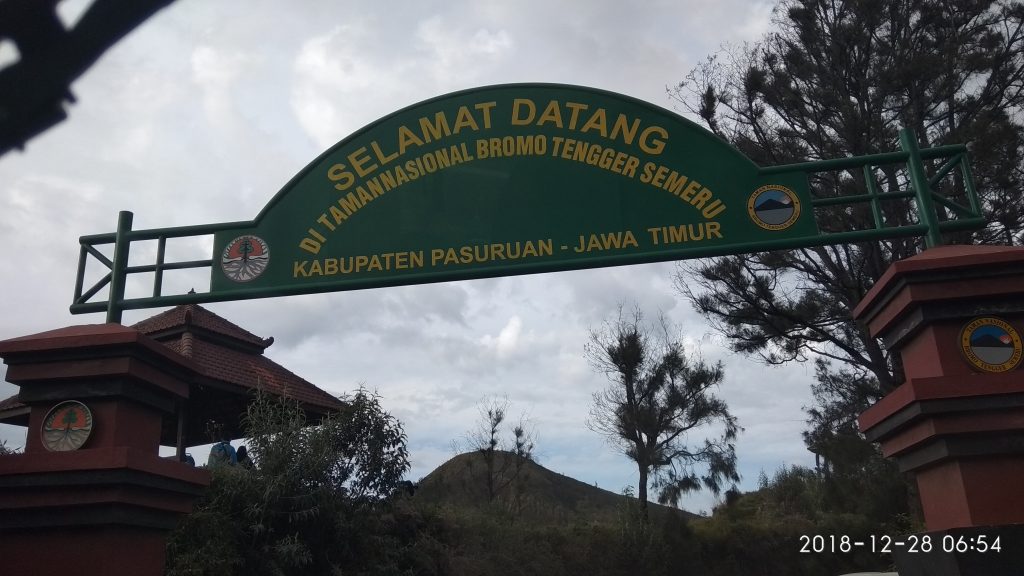 SELAMAT DATANG
DI TAMANNASIONAL BROMO TENGGER SEMERU
KABUPATEN PASURUAN - JAWA TIMUR
2018-12-28 06:54